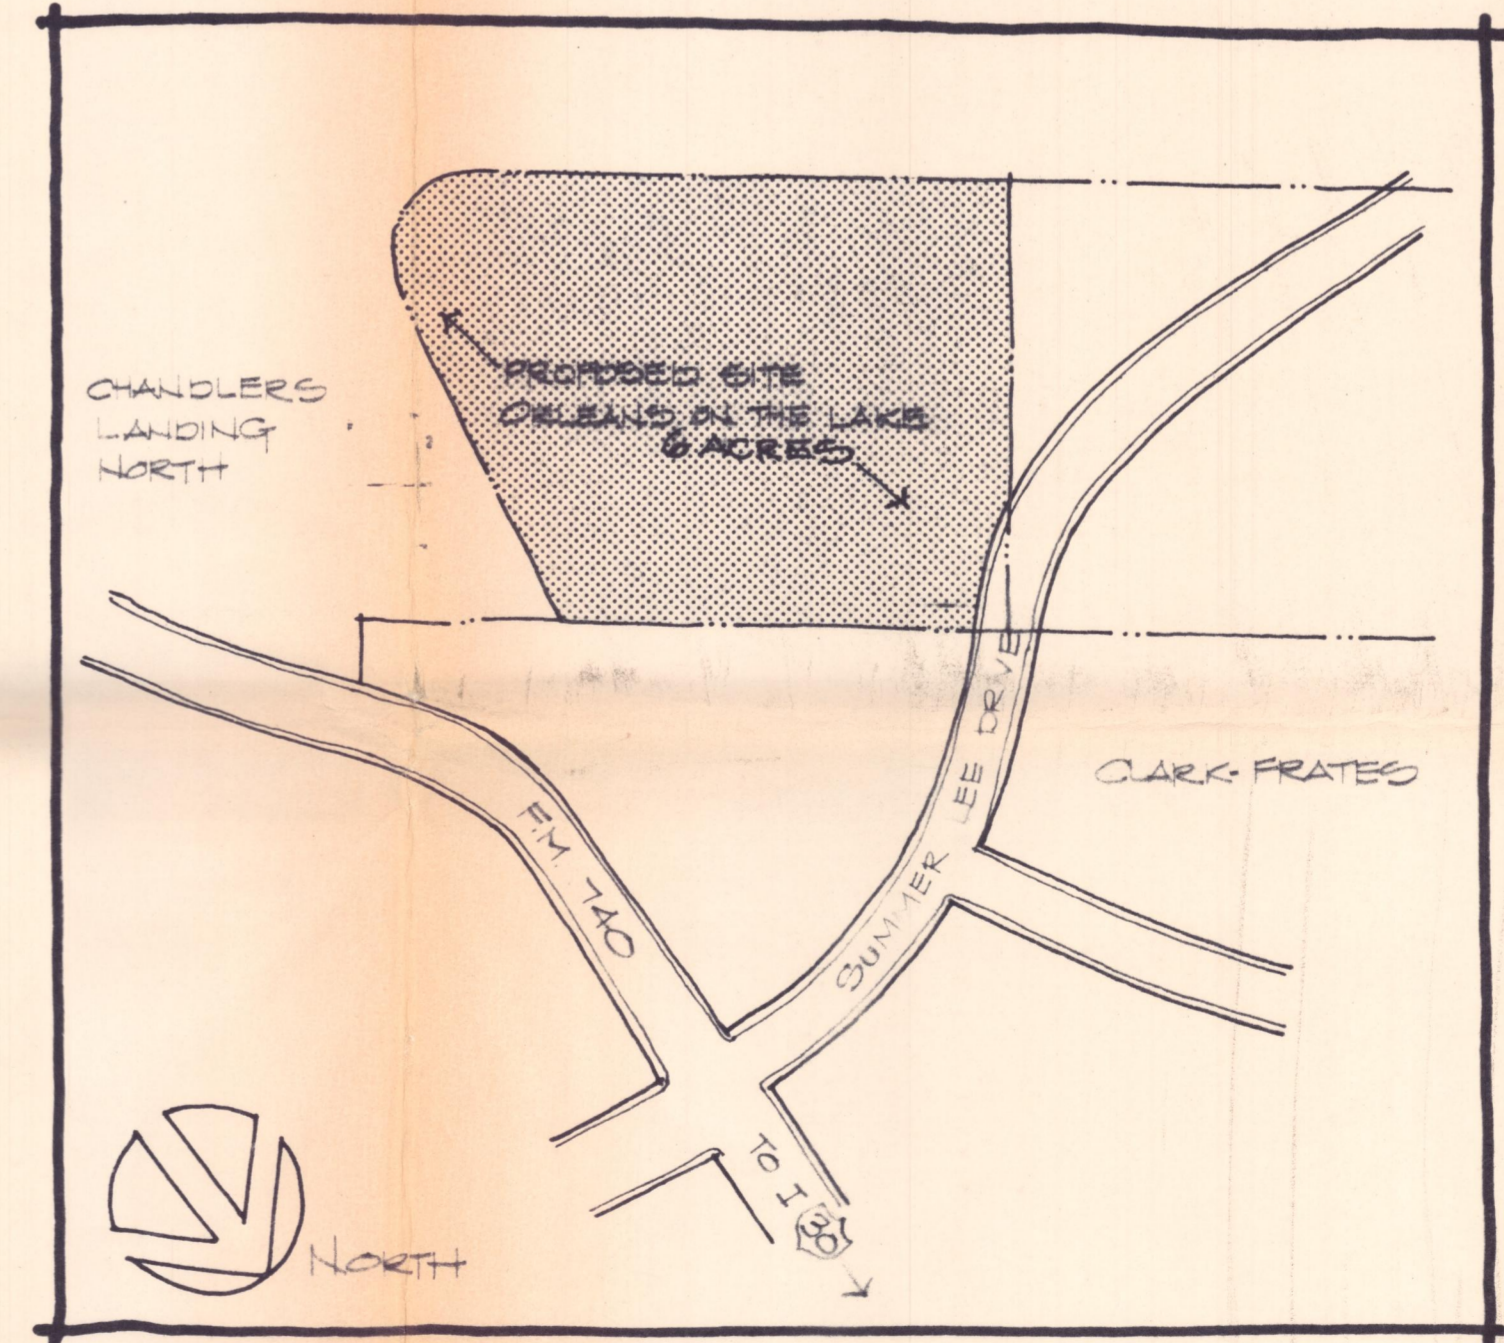 PROPOSED SITE
ORLEANS ON THE LAKE
6 ACRES
CHANDLERS
LANDING
NORTH
CLARK-FRATES
F.M. 740
SUMMER LEE DRIVE
TO I 30
NORTH